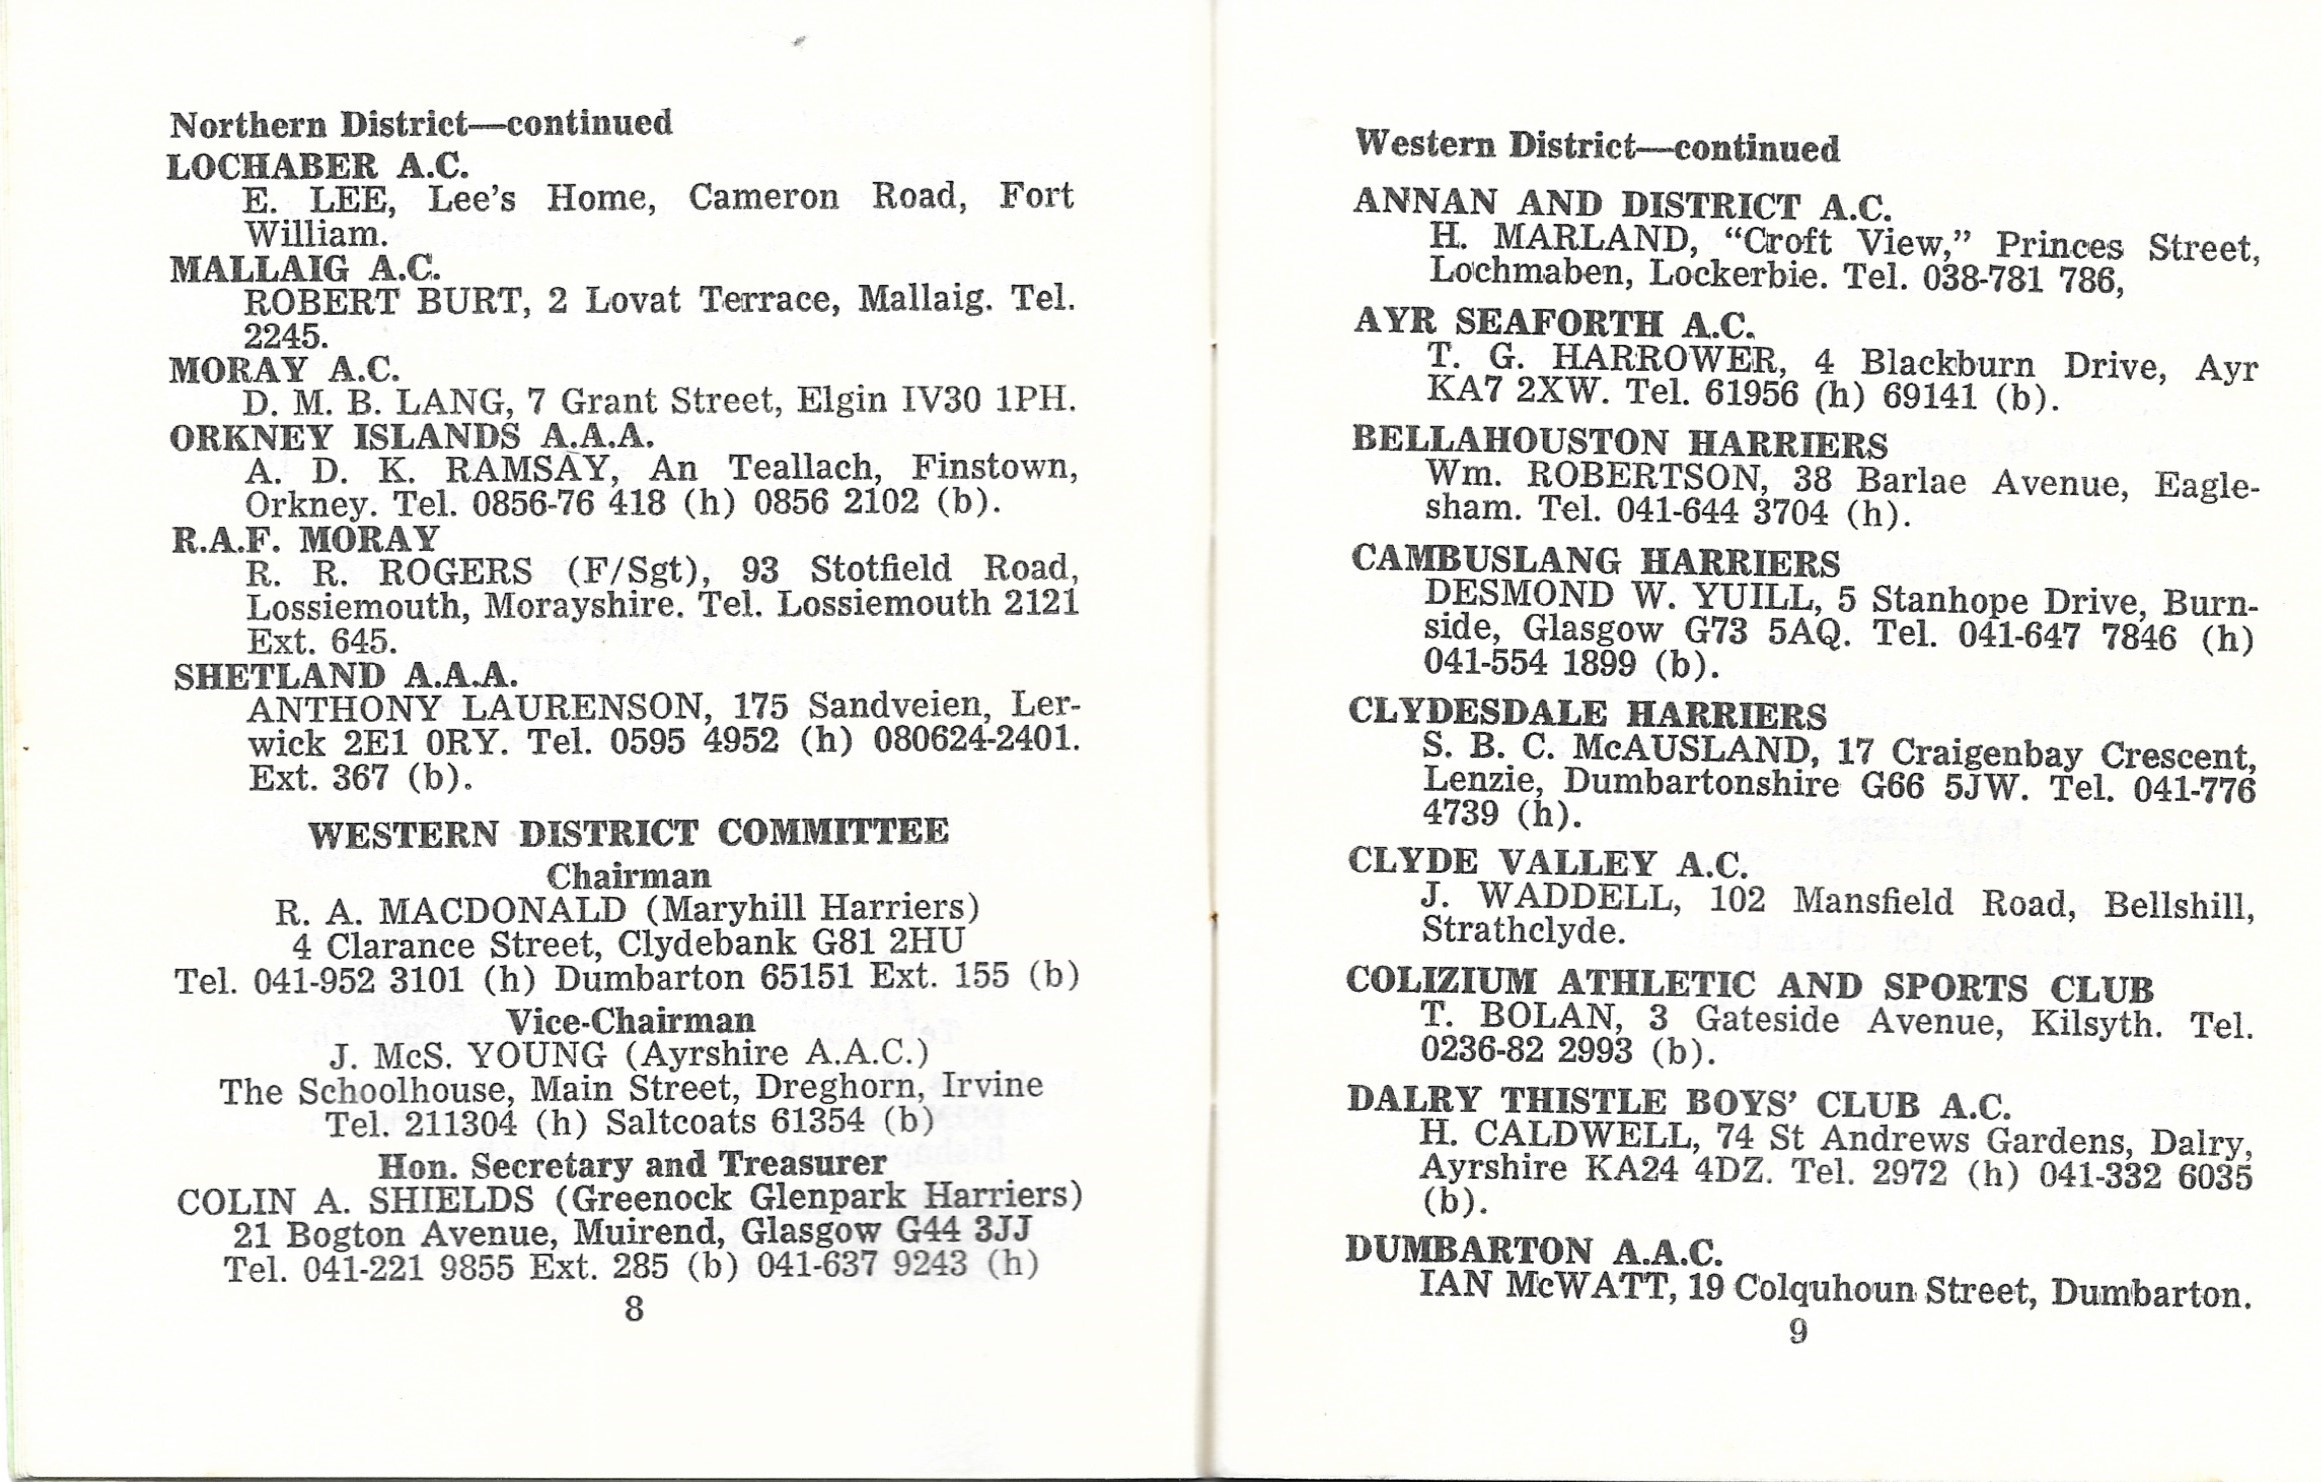 Northern District—continued
LOCHABER A.C.
E. LEE, Lee's Home, Cameron Road, Fort
William.
MALLAIG A.C.
ROBERT BURT, 2 Lovat Terrace, Mallaig. Tel.
2245.
MORAY A.C.
D. M. B. LANG, 7 Grant Street, Elgin IV30 1PH.
ORKNEY ISLANDS A.A.A.
A. D. K. RAMSAY, An Teallach, Finstown,
Orkney. Tel. 0856-76 418 (h) 0856 2102 (b).
R.A.F. MORAY
R. R. ROGERS (F/Sgt), 93 Stotfield Road,
Lossiemouth, Morayshire. Tel. Lossiemouth 2121
Ext. 645.
SHETLAND A.A.A.
ANTHONY LAURENSON, 175 Sandveien, Ler-
wick 2E1 0RY. Tel. 0595 4952 (h) 080624-2401.
Ext. 367 (b).
WESTERN DISTRICT COMMITTEE
Chairman
R. A. MACDONALD (Maryhill Harriers)
4 Clarance Street, Clydebank G81 2HU
Tel. 041-952 3101 (h) Dumbarton 65151 Ext. 155 (b)
Vice-Chairman
J. McS. YOUNG (Ayrshire A.A.C.)
The Schoolhouse, Main Street, Dreghorn, Irvine
Tel. 211304 (h) Saltcoats 61354 (b)
Hon. Secretary and Treasurer
COLIN A. SHIELDS (Greenock Glenpark Harriers)
21 Bogton Avenue, Muirend, Glasgow G44 3JJ
Tel. 041-221 9855 Ext. 285 (b) 041-637 9243 (h)
8
Western District—continued
ANNAN AND DISTRICT A.C.
H. MARLAND, "Croft View," Princes Street,
Lochmaben, Lockerbie. Tel. 038-781 786,
AYR SEAFORTH A.C.
T. G. HARROWER, 4 Blackburn Drive, Ayr
KA7 2XW. Tel. 61956 (h) 69141 (b).
BELLAHOUSTON HARRIERS
Wm. ROBERTSON, 38 Barlae Avenue, Eagle-
sham. Tel. 041-644 3704 (h).
CAMBUSLANG HARRIERS
DESMOND W. YUILL, 5 Stanhope Drive, Burn-
side, Glasgow G73 5AQ. Tel. 041-647 7846 (h)
041-554 1899 (b).
CLYDESDALE HARRIERS
S. B. C. McAUSLAND, 17 Craigenbay Crescent,
Lenzie, Dumbartonshire G66 5JW. Tel. 041-776
4739 (h).
CLYDE VALLEY A.C.
J. WADDELL, 102 Mansfield Road, Bellshill,
Strathclyde.
COLIZIUM ATHLETIC AND SPORTS CLUB
T. BOLAN, 3 Gateside Avenue, Kilsyth. Tel.
0236-82 2993 (b).
DALRY THISTLE BOYS' CLUB A.C.
H. CALDWELL, 74 St Andrews Gardens, Dalry,
Ayrshire KA24 4DZ. Tel. 2972 (h) 041-332 6035
(b).
DUMBARTON A.A.C.
IAN McWATT, 19 Colquhoun Street, Dumbarton.
9